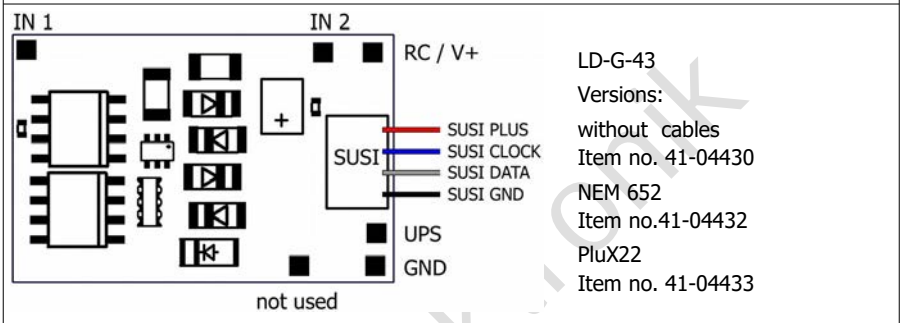 IN 1
IN 2
RC / V+
+
SUSI
SUSI PLUS
SUSI CLOCK
SUSI DATA
SUSI GND
UPS
GND
not used
LD-G-43
Versions:
without cables
Item no. 41-04430
NEM 652
Item no.41-04432
PluX22
Item no. 41-04433